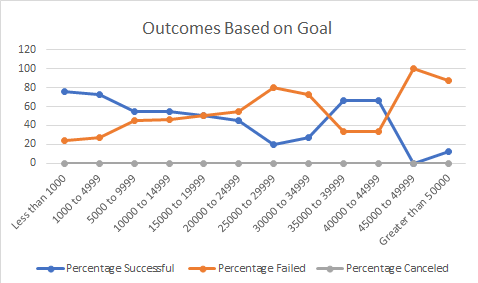 Outcomes Based on Goal
120
100
80
60
40
20
0
Less than 1000
1000 to 4999
5000 to 9999
10000 to 14999
15000 to 19999
20000 to 24999
25000 to 29999
30000 to 34999
35000 to 39999
40000 to 44999
45000 to 49999
Greater than 50000
Percentage Successful Percentage Failed Percentage Canceled